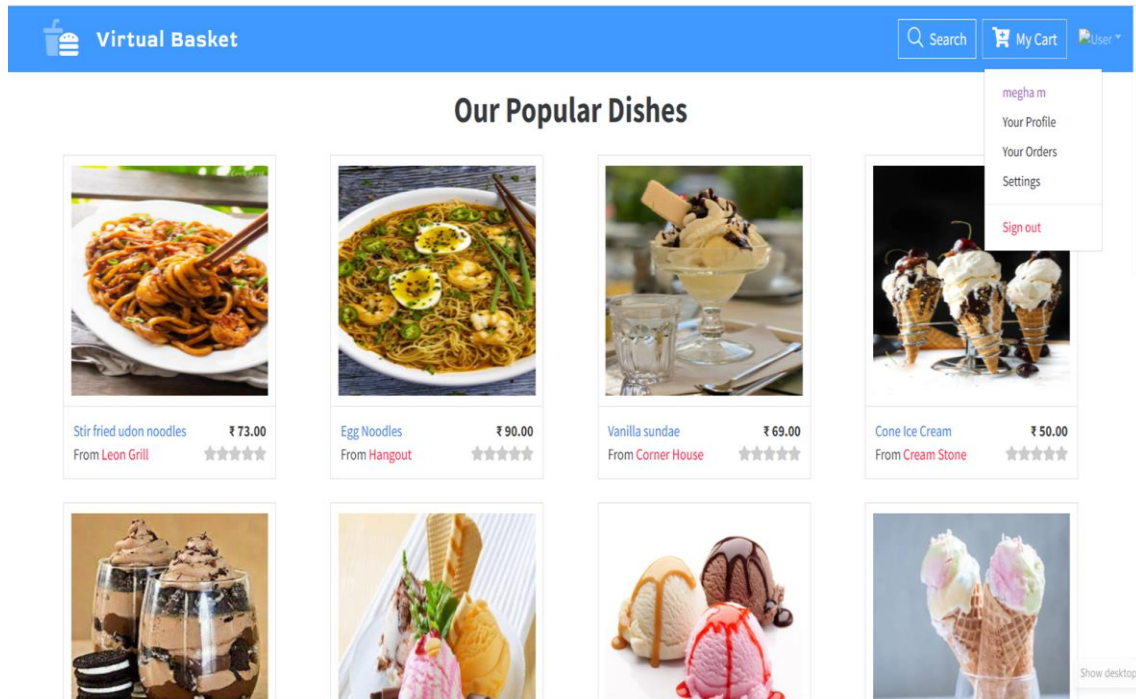 Virtual Basket
Search
My Cart
User
megha m
Your Profile
Your Orders
Settings
Sign out
Our Popular Dishes
Stir fried udon noodles ₹ 73.00
From Leon Grill
Egg Noodles ₹ 90.00
From Hangout
Vanilla sundae ₹ 69.00
From Corner House
Cone Ice Cream ₹ 50.00
From Cream Stone
Show desktop